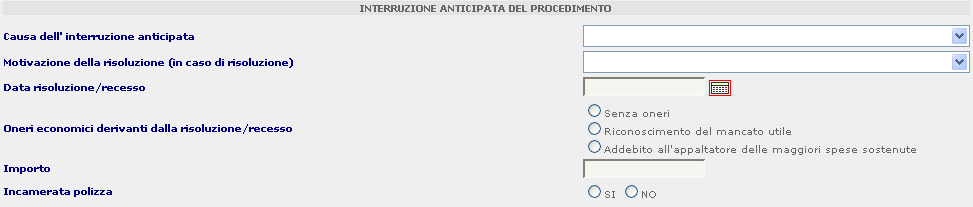 INTERRUZIONE ANTICIPATA DEL PROCEDIMENTO
Causa dell' interruzione anticipata
Motivazione della risoluzione (in caso di risoluzione)
Data risoluzione/recesso
Oneri economici derivanti dalla risoluzione/recesso
Senza oneri
Riconoscimento del mancato utile
Addebito all'appaltatore delle maggiori spese sostenute
Importo
Incamerata polizza SI NO